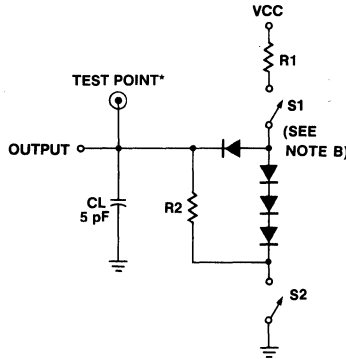 VCC
R1
TEST POINT*
S1
(SEE
NOTE B)
OUTPUT
CL
5 pF
R2
S2